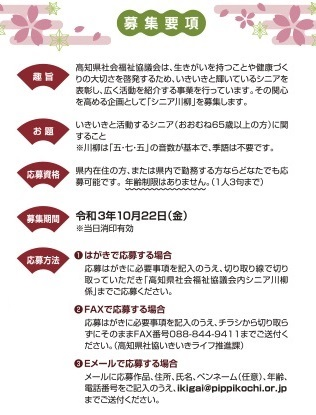 募集要項
趣旨
高知県社会福祉協議会は、生きがいを持つことや健康づく
りの大切さを啓発するため、いきいきと輝いているシニアを
表彰し、広く活動を紹介する事業を行っています。その関心
を高める企画として「シニア川柳」を募集します。
お題
いきいきと活動するシニア（おおむね65歳以上の方）に関
すること
※川柳は「五・七・五」の音数が基本で、季語は不要です。
応募資格
県内在住の方、または県内で勤務する方ならどなたでも応
募可能です。年齢制限はありません。（1人3句まで）
募集期間
令和3年10月22日（金）
※当日消印有効
応募方法
❶はがきで応募する場合
応募はがきに必要事項を記入のうえ、切り取り線で切り
取っていただき「高知県社会福祉協議会内シニア川柳
係」までご応募ください。
❷FAXで応募する場合
応募はがきに必要事項を記入のうえ、チラシから切り取ら
ずにそのままFAX番号088-844-9411までご送付くださ
い。（高知県社協いきいきライフ推進課）
❸Eメールで応募する場合
メールに応募作品、住所、氏名、ペンネーム（任意）、年齢、
電話番号をご記入のうえ、ikigai@pippikochi.or.jp
までご送付ください。